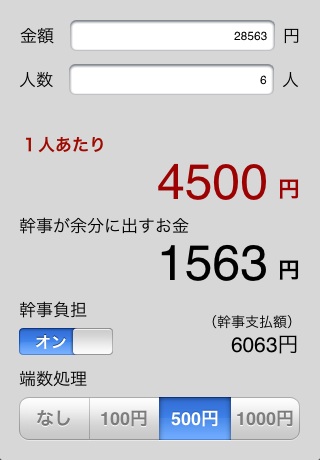 金額 28563 円
人数 6 人
1人あたり
4500 円
幹事が余分に出すお金
1563 円
幹事負担
(幹事支払額)
オン 6063円
端数処理
なし 100円 500円 1000円